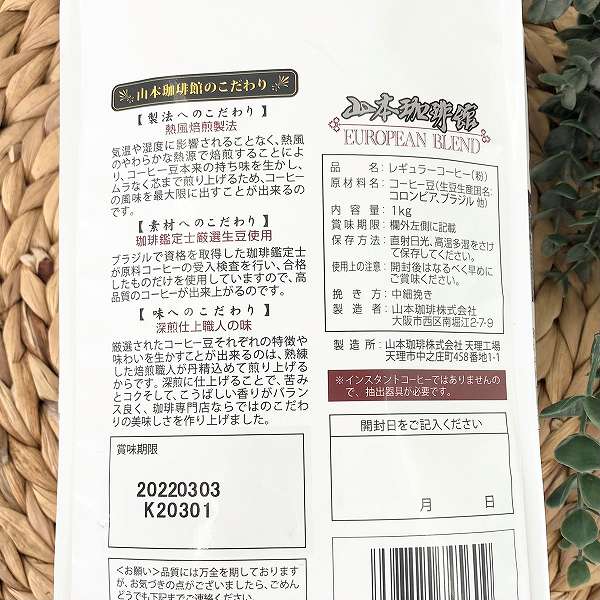 山本珈琲館のこだわり
【 製法へのこだわり 】
熱風焙煎製法
気温や湿度に影響されることなく、熱風
のやわらかな熱源で焙煎することによ
り、コーヒー豆本来の持ち味を生かし、
ムラなく芯まで煎り上げるため、コーヒー
の風味を最大限に出すことが出来るの
です。
【 素材へのこだわり 】
珈琲鑑定士厳選生豆使用
ブラジルで資格を取得した珈琲鑑定士
が原料コーヒーの受入検査を行い、合格
したものだけを使用していますので、高
品質のコーヒーが出来上がるのです。
【 味へのこだわり 】
深煎仕上職人の味
厳選されたコーヒー豆それぞれの特徴や
味わいを生かすことが出来るのは、熟練
した焙煎職人が丹精込めて煎り上げる
からです。深煎に仕上げることで、苦み
とコクそして、こうばしい香りがバラン
ス良く、珈琲専門店ならではのこだわり
の美味しさを作り上げました。
賞味期限
20220303
K20301
<お願い>品質には万全を期しております
が、お気づきの点がございましたら、ごめん
どうでも下記までご連絡ください。
山本珈琲館
EUROPEAN BLEND
品名:レギュラーコーヒー(粉)
原材料名:コーヒー豆(生豆生産国名:
コロンビア、ブラジル 他)
内容量:1kg
賞味期限:欄外左側に記載
保存方法:直射日光、高温多湿をさけ
て保存してください。
使用上の注意:開封後はなるべく早めに
ご賞味ください。
挽き方:中細挽き
製造者:山本珈琲株式会社
大阪市西区南堀江2-7-9
製造所:山本珈琲株式会社 天理工場
天理市中之庄町458番地1-1
※インスタントコーヒーではありませんの
で、抽出器具が必要です。
開封日をご記入ください
月 日